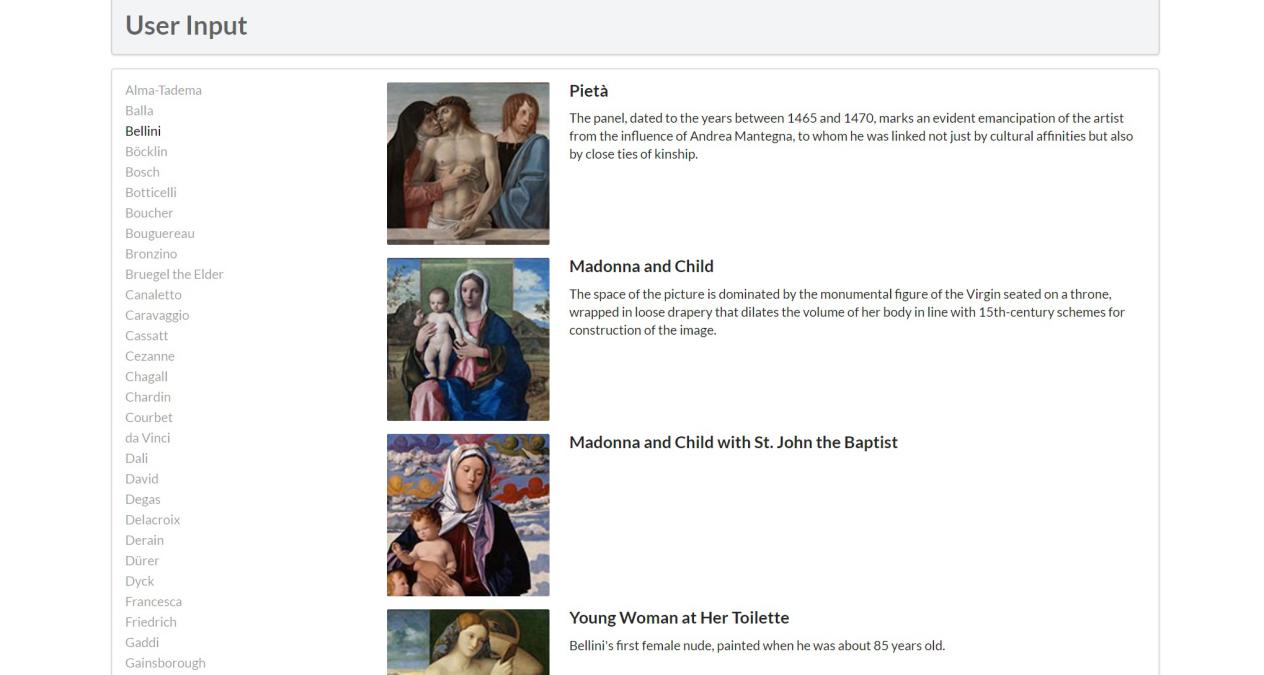 User Input
Alma-Tadema
Balla
Bellini
Böcklin
Bosch
Botticelli
Boucher
Bouguereau
Bronzino
Bruegel the Elder
Canaletto
Caravaggio
Cassatt
Cezanne
Chagall
Chardin
Courbet
da Vinci
Dali
David
Degas
Delacroix
Derain
Dürer
Dyck
Francesca
Friedrich
Gaddi
Gainsborough
Pietà
The panel, dated to the years between 1465 and 1470, marks an evident emancipation of the artist
from the influence of Andrea Mantegna, to whom he was linked not just by cultural affinities but also
by close ties of kinship.
Madonna and Child
The space of the picture is dominated by the monumental figure of the Virgin seated on a throne,
wrapped in loose drapery that dilates the volume of her body in line with 15th-century schemes for
construction of the image.
Madonna and Child with St. John the Baptist
Young Woman at Her Toilette
Bellini's first female nude, painted when he was about 85 years old.